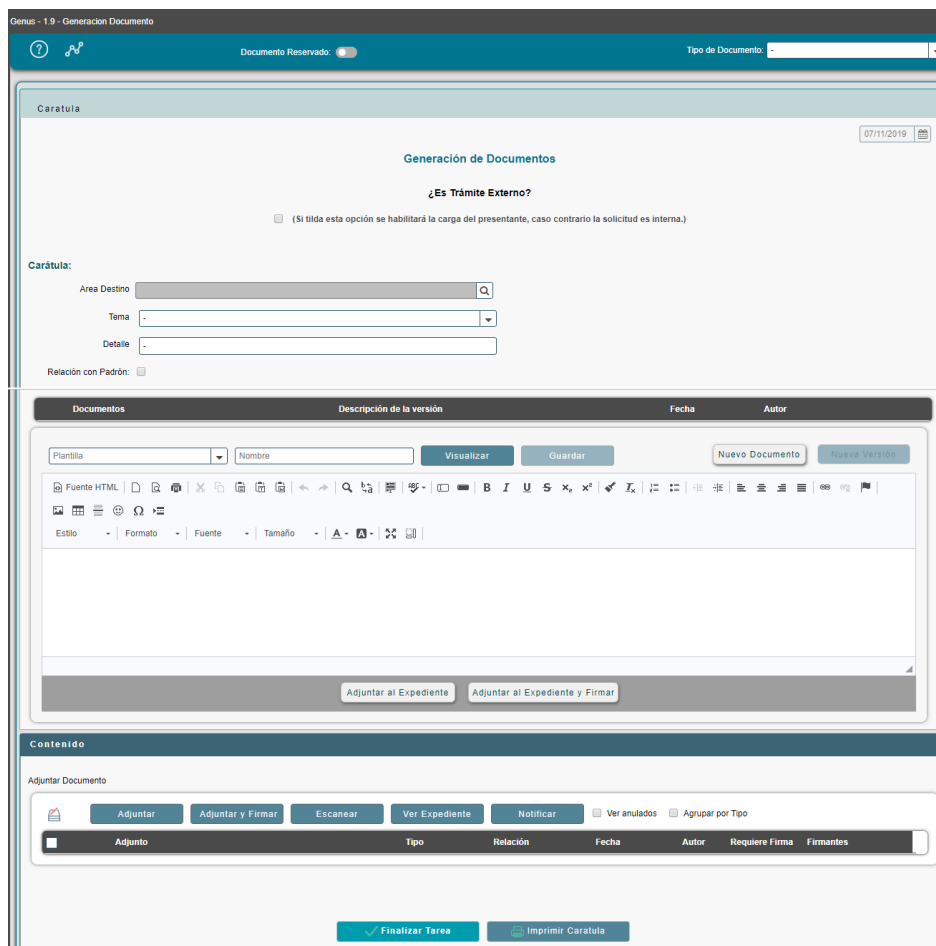 Genus - 1.9 - Generacion Documento
Documento Reservado:
Tipo de Documento: -
Caratula
07/11/2019
Generación de Documentos
¿Es Trámite Externo?
(Si tilda esta opción se habilitará la carga del presentante, caso contrario la solicitud es interna.)
Carátula:
Area Destino
Tema -
Detalle -
Relación con Padrón:
Documentos Descripción de la versión Fecha Autor
Plantilla Nombre Visualizar Guardar Nuevo Documento Nueva Versión
Fuente HTML B I U S x₂ x² Tx
Estilo Formato Fuente Tamaño A A
Adjuntar al Expediente Adjuntar al Expediente y Firmar
Contenido
Adjuntar Documento
Adjuntar Adjuntar y Firmar Escanear Ver Expediente Notificar Ver anulados Agrupar por Tipo
Adjunto Tipo Relación Fecha Autor Requiere Firma Firmantes
Finalizar Tarea Imprimir Caratula